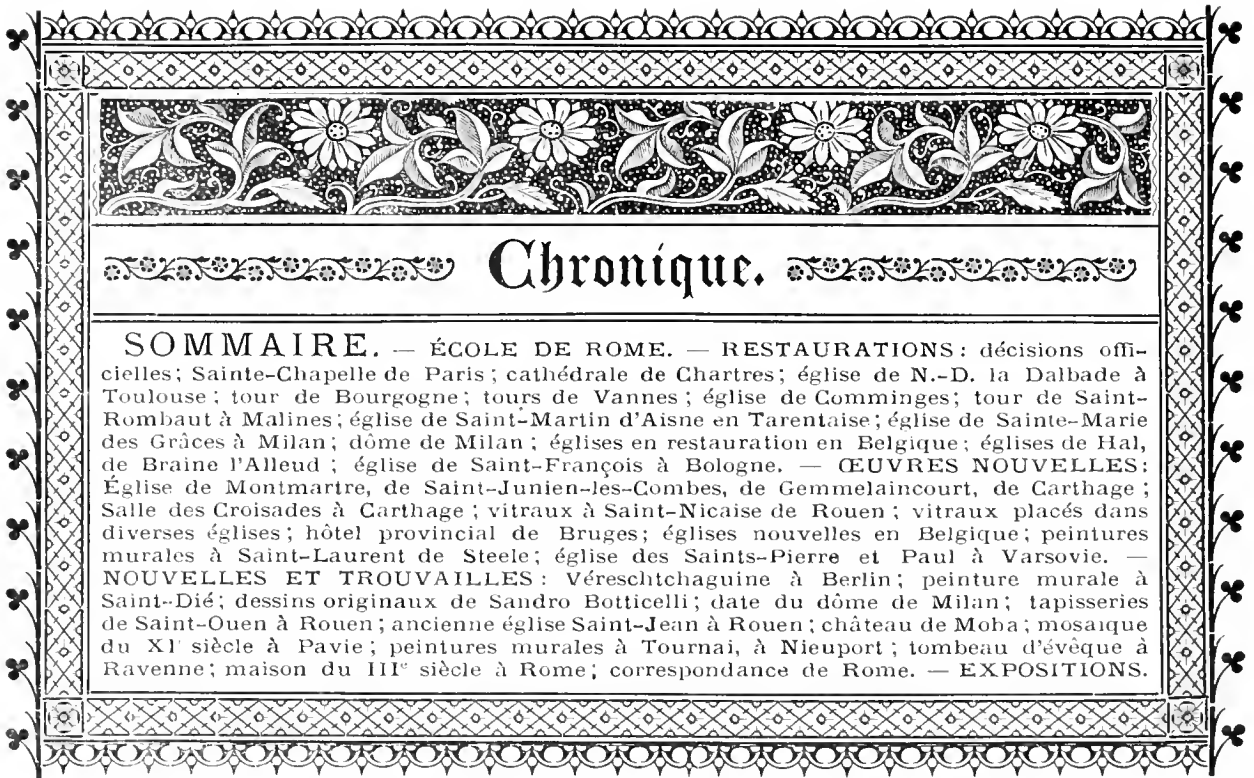 Chronique.
SOMMAIRE. — ÉCOLE DE ROME. — RESTAURATIONS: décisions offi-
cielles; Sainte-Chapelle de Paris; cathédrale de Chartres; église de N.-D. la Dalbade à
Toulouse; tour de Bourgogne; tours de Vannes; église de Comminges; tour de Saint-
Rombaut à Malines; église de Saint-Martin d'Aisne en Tarentaise; église de Sainte-Marie
des Grâces à Milan; dôme de Milan; églises en restauration en Belgique; églises de Hal,
de Braine l'Alleud; église de Saint-François à Bologne. — ŒUVRES NOUVELLES:
Église de Montmartre, de Saint-Junien-les-Combes, de Gemmelaincourt, de Carthage;
Salle des Croisades à Carthage; vitraux à Saint-Nicaise de Rouen; vitraux placés dans
diverses églises; hôtel provincial de Bruges; églises nouvelles en Belgique; peintures
murales à Saint-Laurent de Steele; église des Saints-Pierre et Paul à Varsovie. —
NOUVELLES ET TROUVAILLES: Véreschtchaguine à Berlin; peinture murale à
Saint-Dié; dessins originaux de Sandro Botticelli; date du dôme de Milan; tapisseries
de Saint-Ouen à Rouen; ancienne église Saint-Jean à Rouen; château de Moha; mosaïque
du XIe siècle à Pavie; peintures murales à Tournai, à Nieuport; tombeau d'évêque à
Ravenne; maison du IIIe siècle à Rome; correspondance de Rome. — EXPOSITIONS.